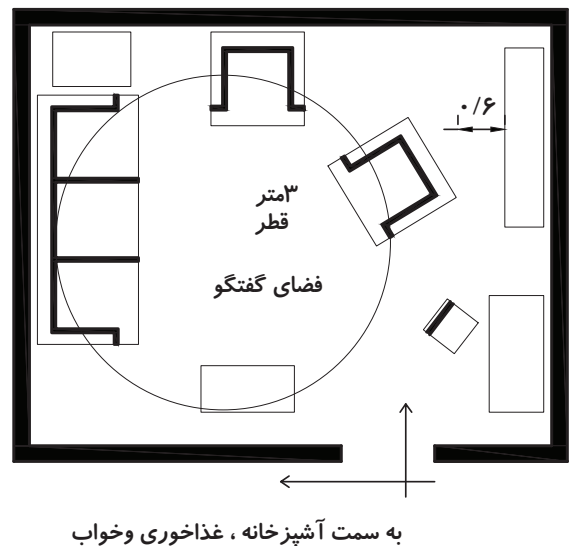 ۰/۶
۳متر
قطر
فضای گفتگو
به سمت آشپزخانه ، غذاخوری وخواب